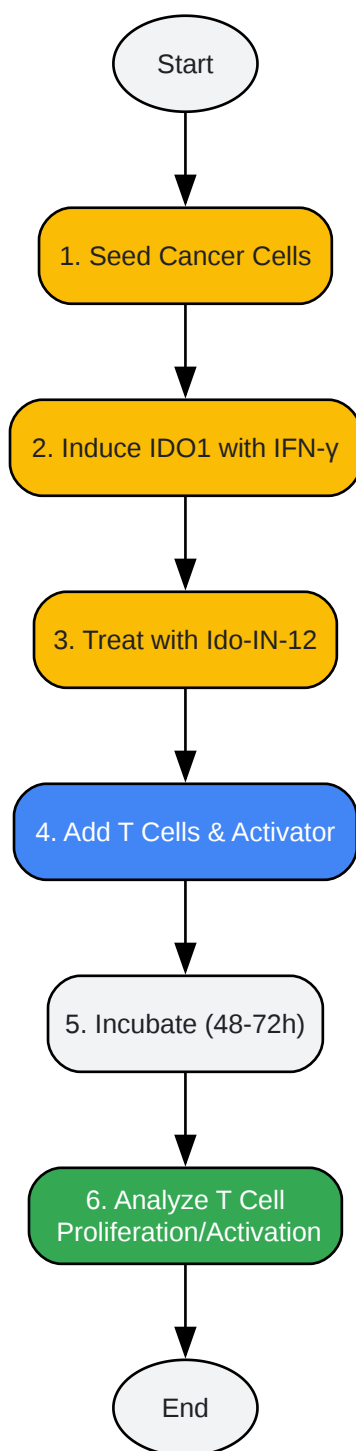 Start
1. Seed Cancer Cells
2. Induce IDO1 with IFN-γ
3. Treat with Ido-IN-12
4. Add T Cells & Activator
5. Incubate (48-72h)
6. Analyze T Cell
Proliferation/Activation
End